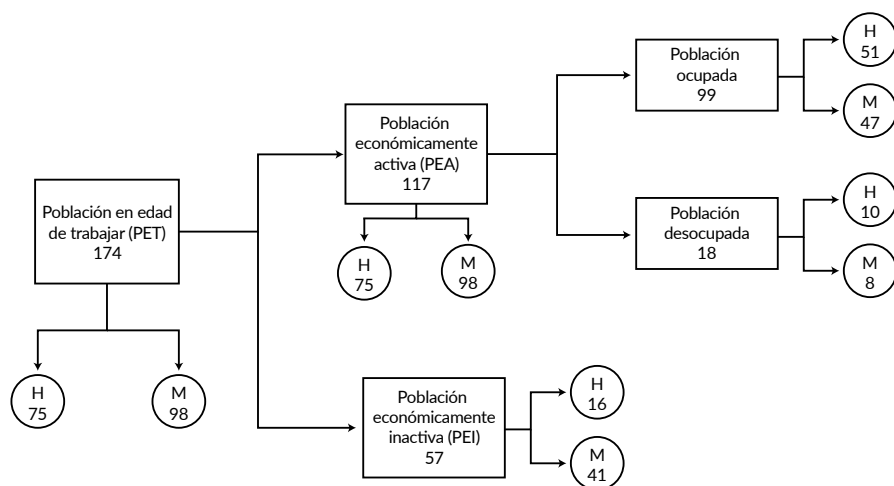 Población en edad
de trabajar (PET)
174
H
75
M
98
Población
económicamente
activa (PEA)
117
H
75
M
98
Población
económicamente
inactiva (PEI)
57
H
16
M
41
Población
ocupada
99
H
51
M
47
Población
desocupada
18
H
10
M
8